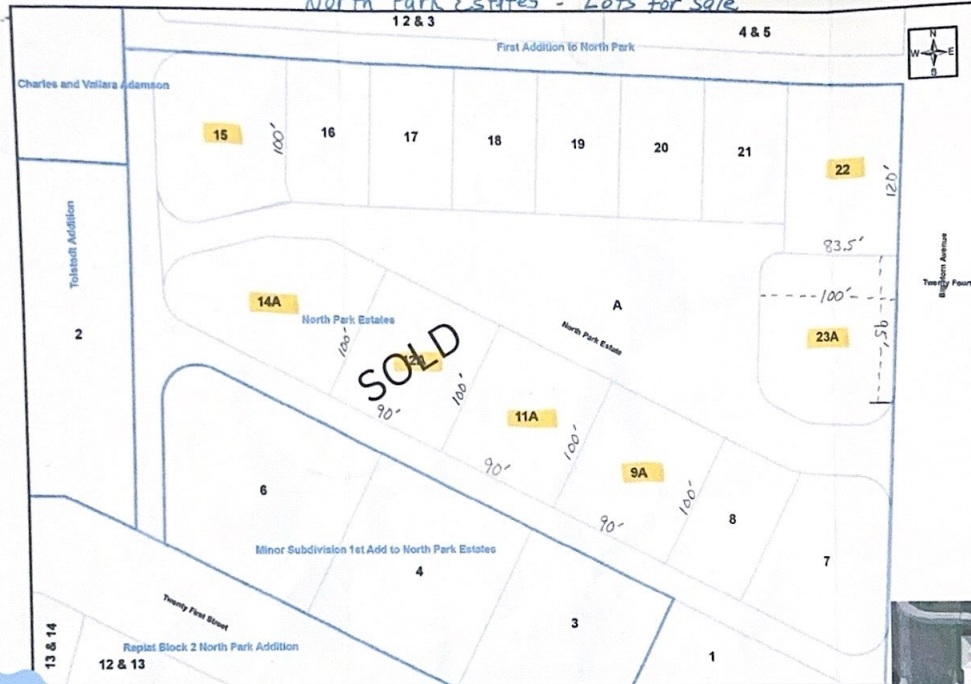 North Park Estates - Lots for Sale
1 2 & 3
4 & 5
First Addition to North Park
N
W E
S
Charles and Vallara Adamson
15
100'
16
17
18
19
20
21
22
120'
83.5'
Tolstadt Addition
2
14A
North Park Estates
100'
SOLD
12A
90'
100'
A
North Park Estate
100'
23A
95'
Avenue
Twenty Four
11A
90'
100'
9A
90'
100'
8
7
6
Minor Subdivision 1st Add to North Park Estates
4
3
1
Twenty First Street
13 & 14
12 & 13
Replat Block 2 North Park Addition